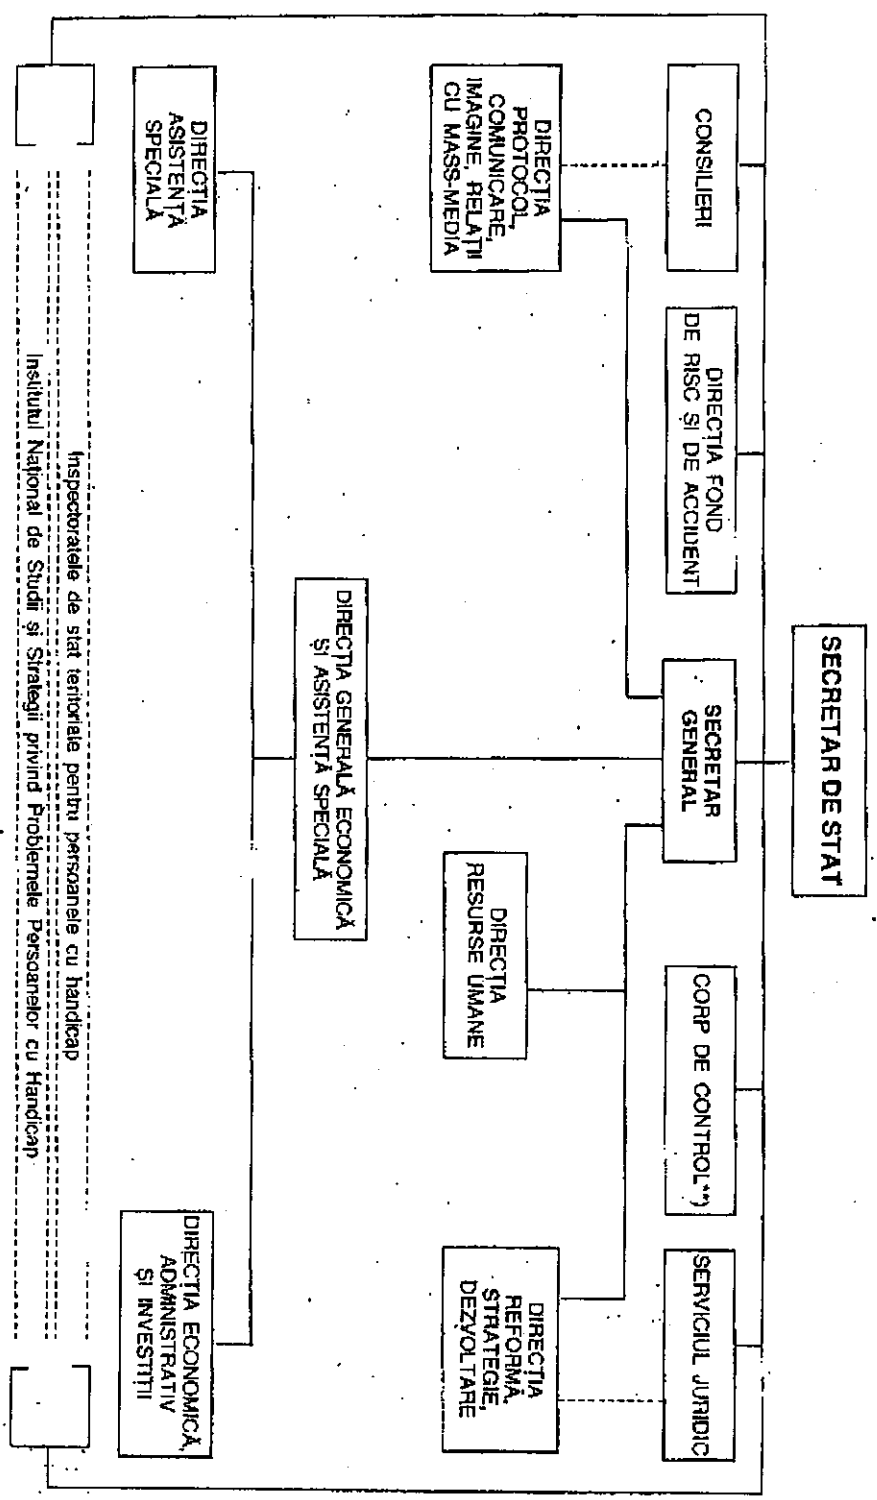 SECRETAR DE STAT
CONSILIERI
DIRECȚIA FOND
DE RISC ȘI DE ACCIDENT
SECRETAR
GENERAL
CORP DE CONTROL**)
SERVICIUL JURIDIC
DIRECȚIA
PROTOCOL,
COMUNICARE,
IMAGINE, RELAȚII
CU MASS-MEDIA
DIRECȚIA
RESURSE UMANE
DIRECȚIA
REFORMĂ,
STRATEGIE,
DEZVOLTARE
DIRECȚIA GENERALĂ ECONOMICĂ
ȘI ASISTENȚĂ SPECIALĂ
DIRECȚIA
ASISTENȚĂ
SPECIALĂ
DIRECȚIA ECONOMICĂ,
ADMINISTRATIV
ȘI INVESTIȚII
Inspectoratele de stat teritoriale pentru persoanele cu handicap
Institutul Național de Studii și Strategii privind Problemele Persoanelor cu Handicap